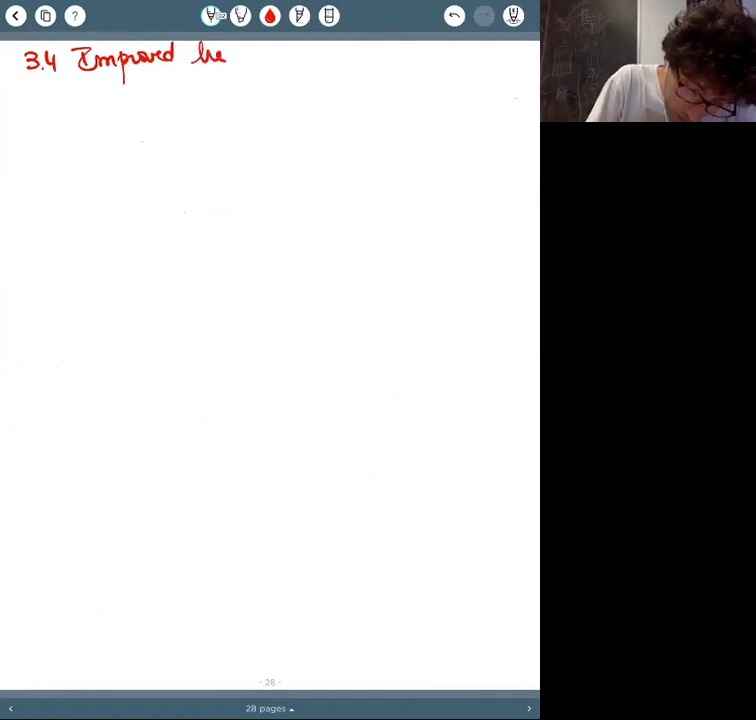 3.4 Improved he
?
- 28 -
28 pages